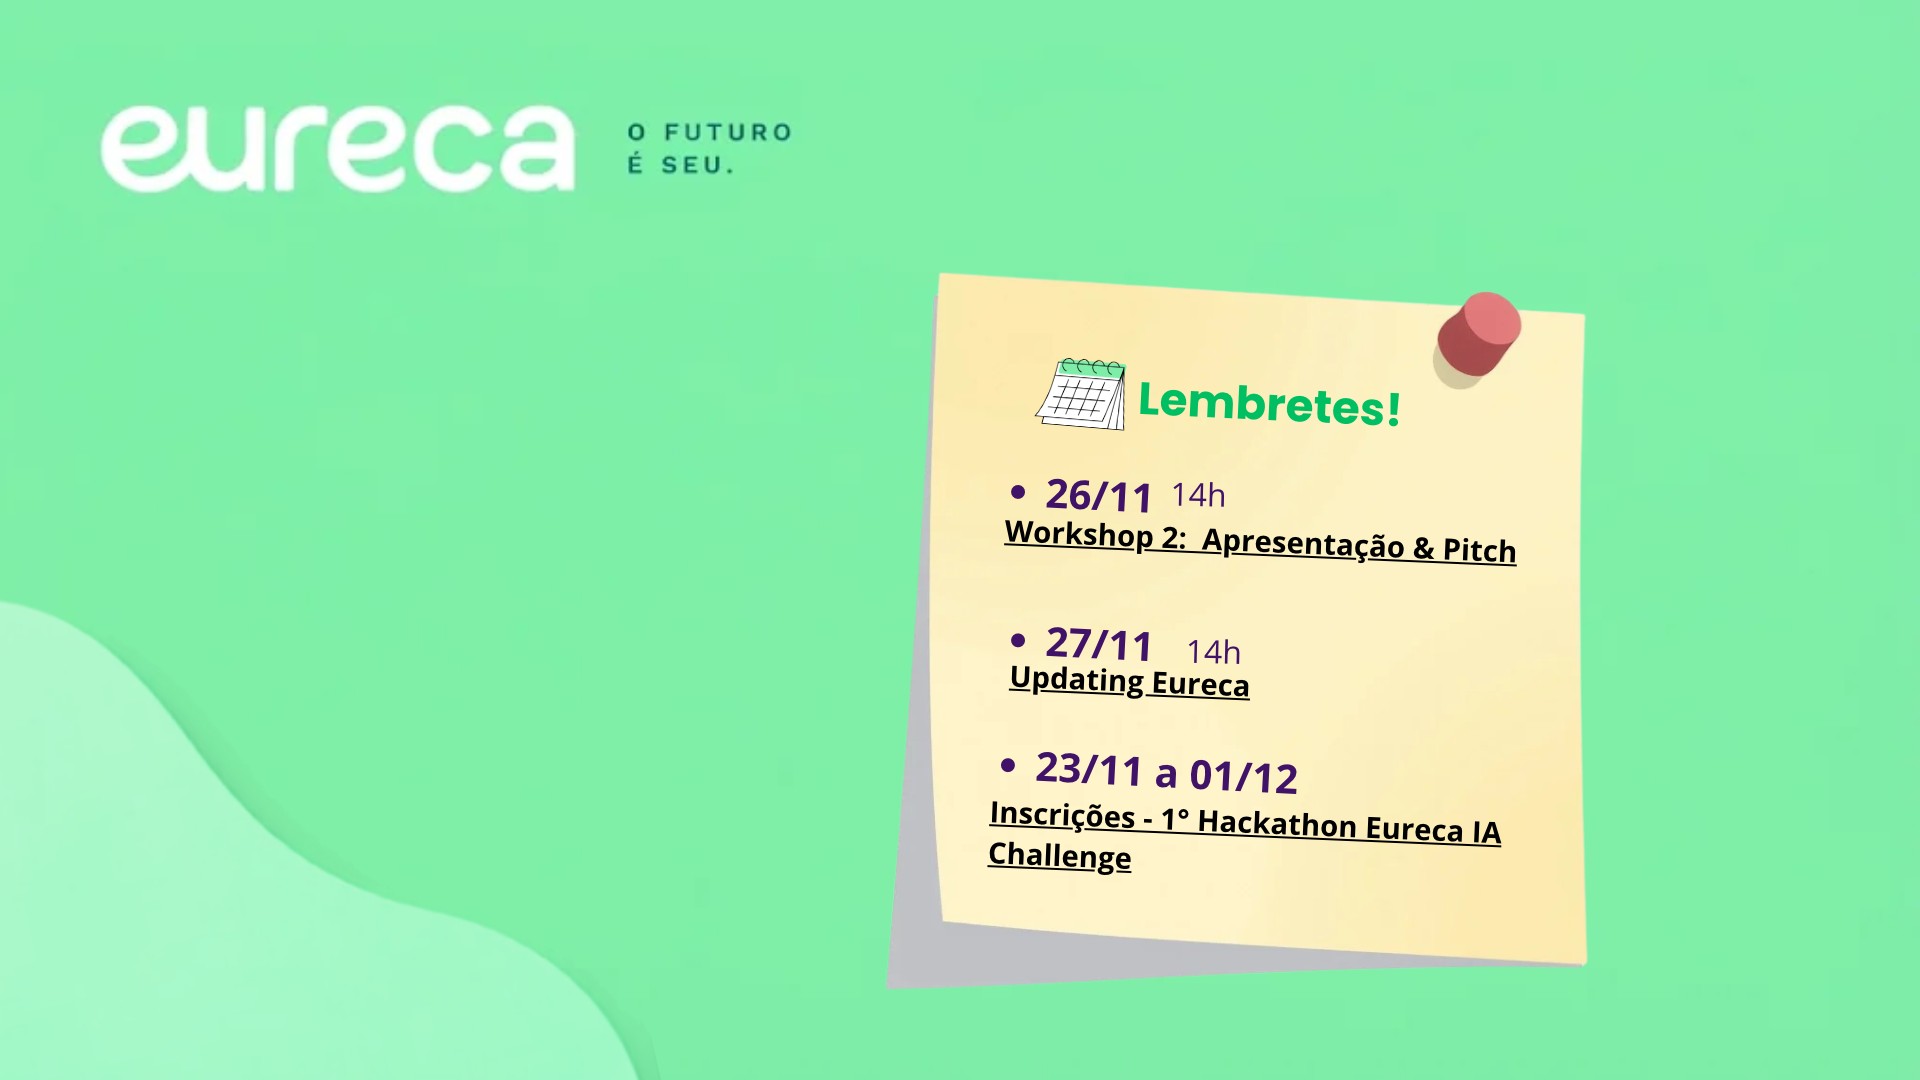 eureca
O FUTURO
É SEU.
Lembretes!
• 26/11 14h
Workshop 2: Apresentação & Pitch
• 27/11 14h
Updating Eureca
• 23/11 a 01/12
Inscrições - 1° Hackathon Eureca IA
Challenge